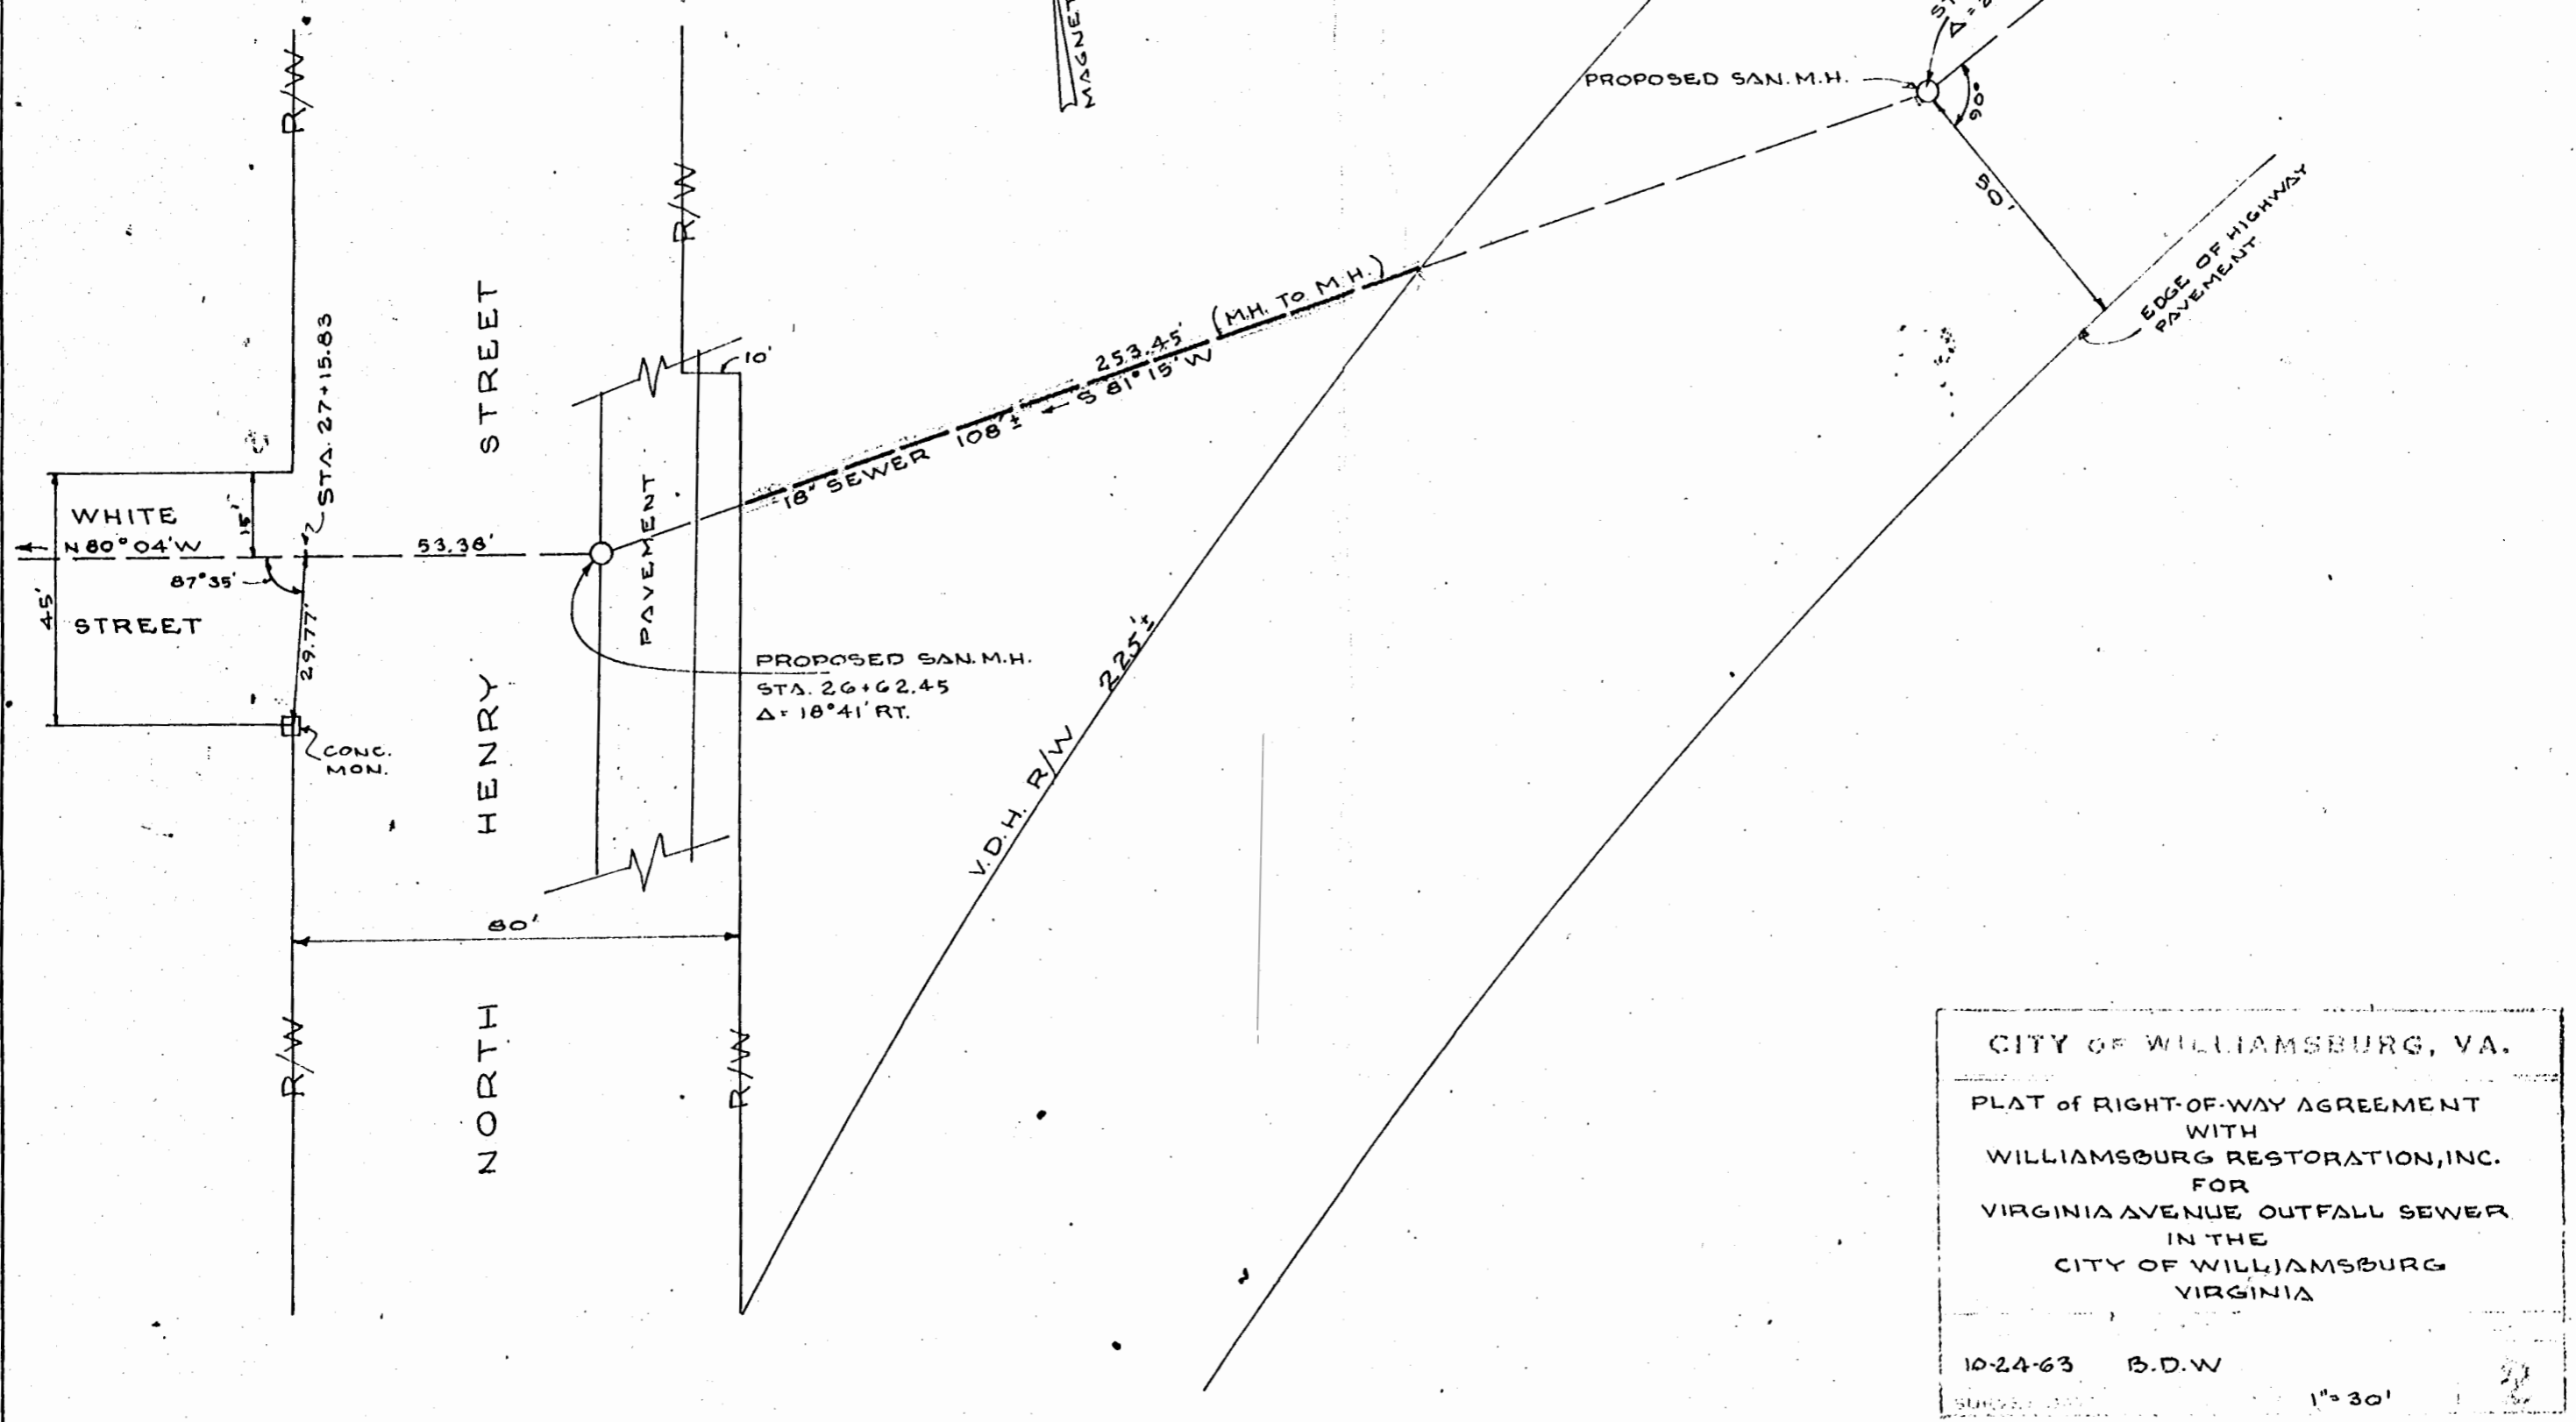 R/W
R/W
MAGNET
PROPOSED SAN. M.H.
90°
50'
EDGE OF HIGHWAY
PAVEMENT
STA. 27+15.83
STREET
10'
253.45' (M.H. TO M.H.)
S 81° 15' W
18" SEWER 108'±
WHITE
N 80° 04' W
15'
53.38'
87°35'
45'
STREET
29.77'
PAVEMENT
225'±
PROPOSED SAN. M.H.
STA. 26+62.45
Δ= 18°41' RT.
CONC.
MON.
HENRY
V.D.H. R/W
80'
NORTH
R/W
R/W
CITY OF WILLIAMSBURG, VA.
PLAT of RIGHT-OF-WAY AGREEMENT
WITH
WILLIAMSBURG RESTORATION, INC.
FOR
VIRGINIA AVENUE OUTFALL SEWER
IN THE
CITY OF WILLIAMSBURG
VIRGINIA
10-24-63 B.D.W
1"=30'